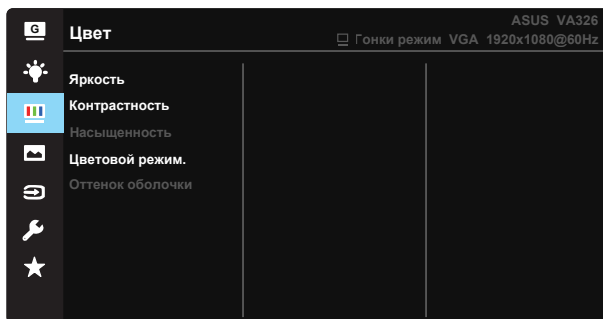 G
Цвет
ASUS VA326
Гонки режим VGA 1920x1080@60Hz
Яркость
Контрастность
Насыщенность
Цветовой режим.
Оттенок оболочки